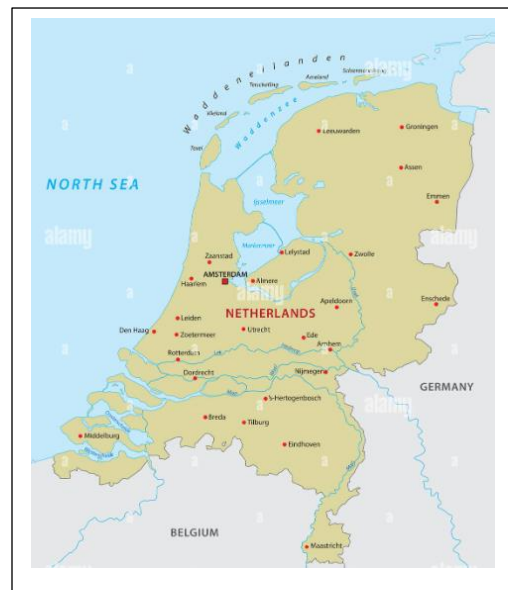 Waddeneilanden
Schiermonnikoog
Ameland
Terschelling
Vlieland
Waddenzee
Texel
Leeuwarden
Groningen
Assen
NORTH SEA
Emmen
Ijsselmeer
alamy
Markermeer
Lelystad
Zwolle
Zaanstad
AMSTERDAM
Haarlem
Almere
NETHERLANDS
Apeldoorn
Enschede
Leiden
Den Haag
Zoetermeer
Utrecht
Ede
Arnhem
Rotterdam
Lek
Dordrecht
Nijmegen
GERMANY
's-Hertogenbosch
Breda
Tilburg
Middelburg
Eindhoven
BELGIUM
Maastricht